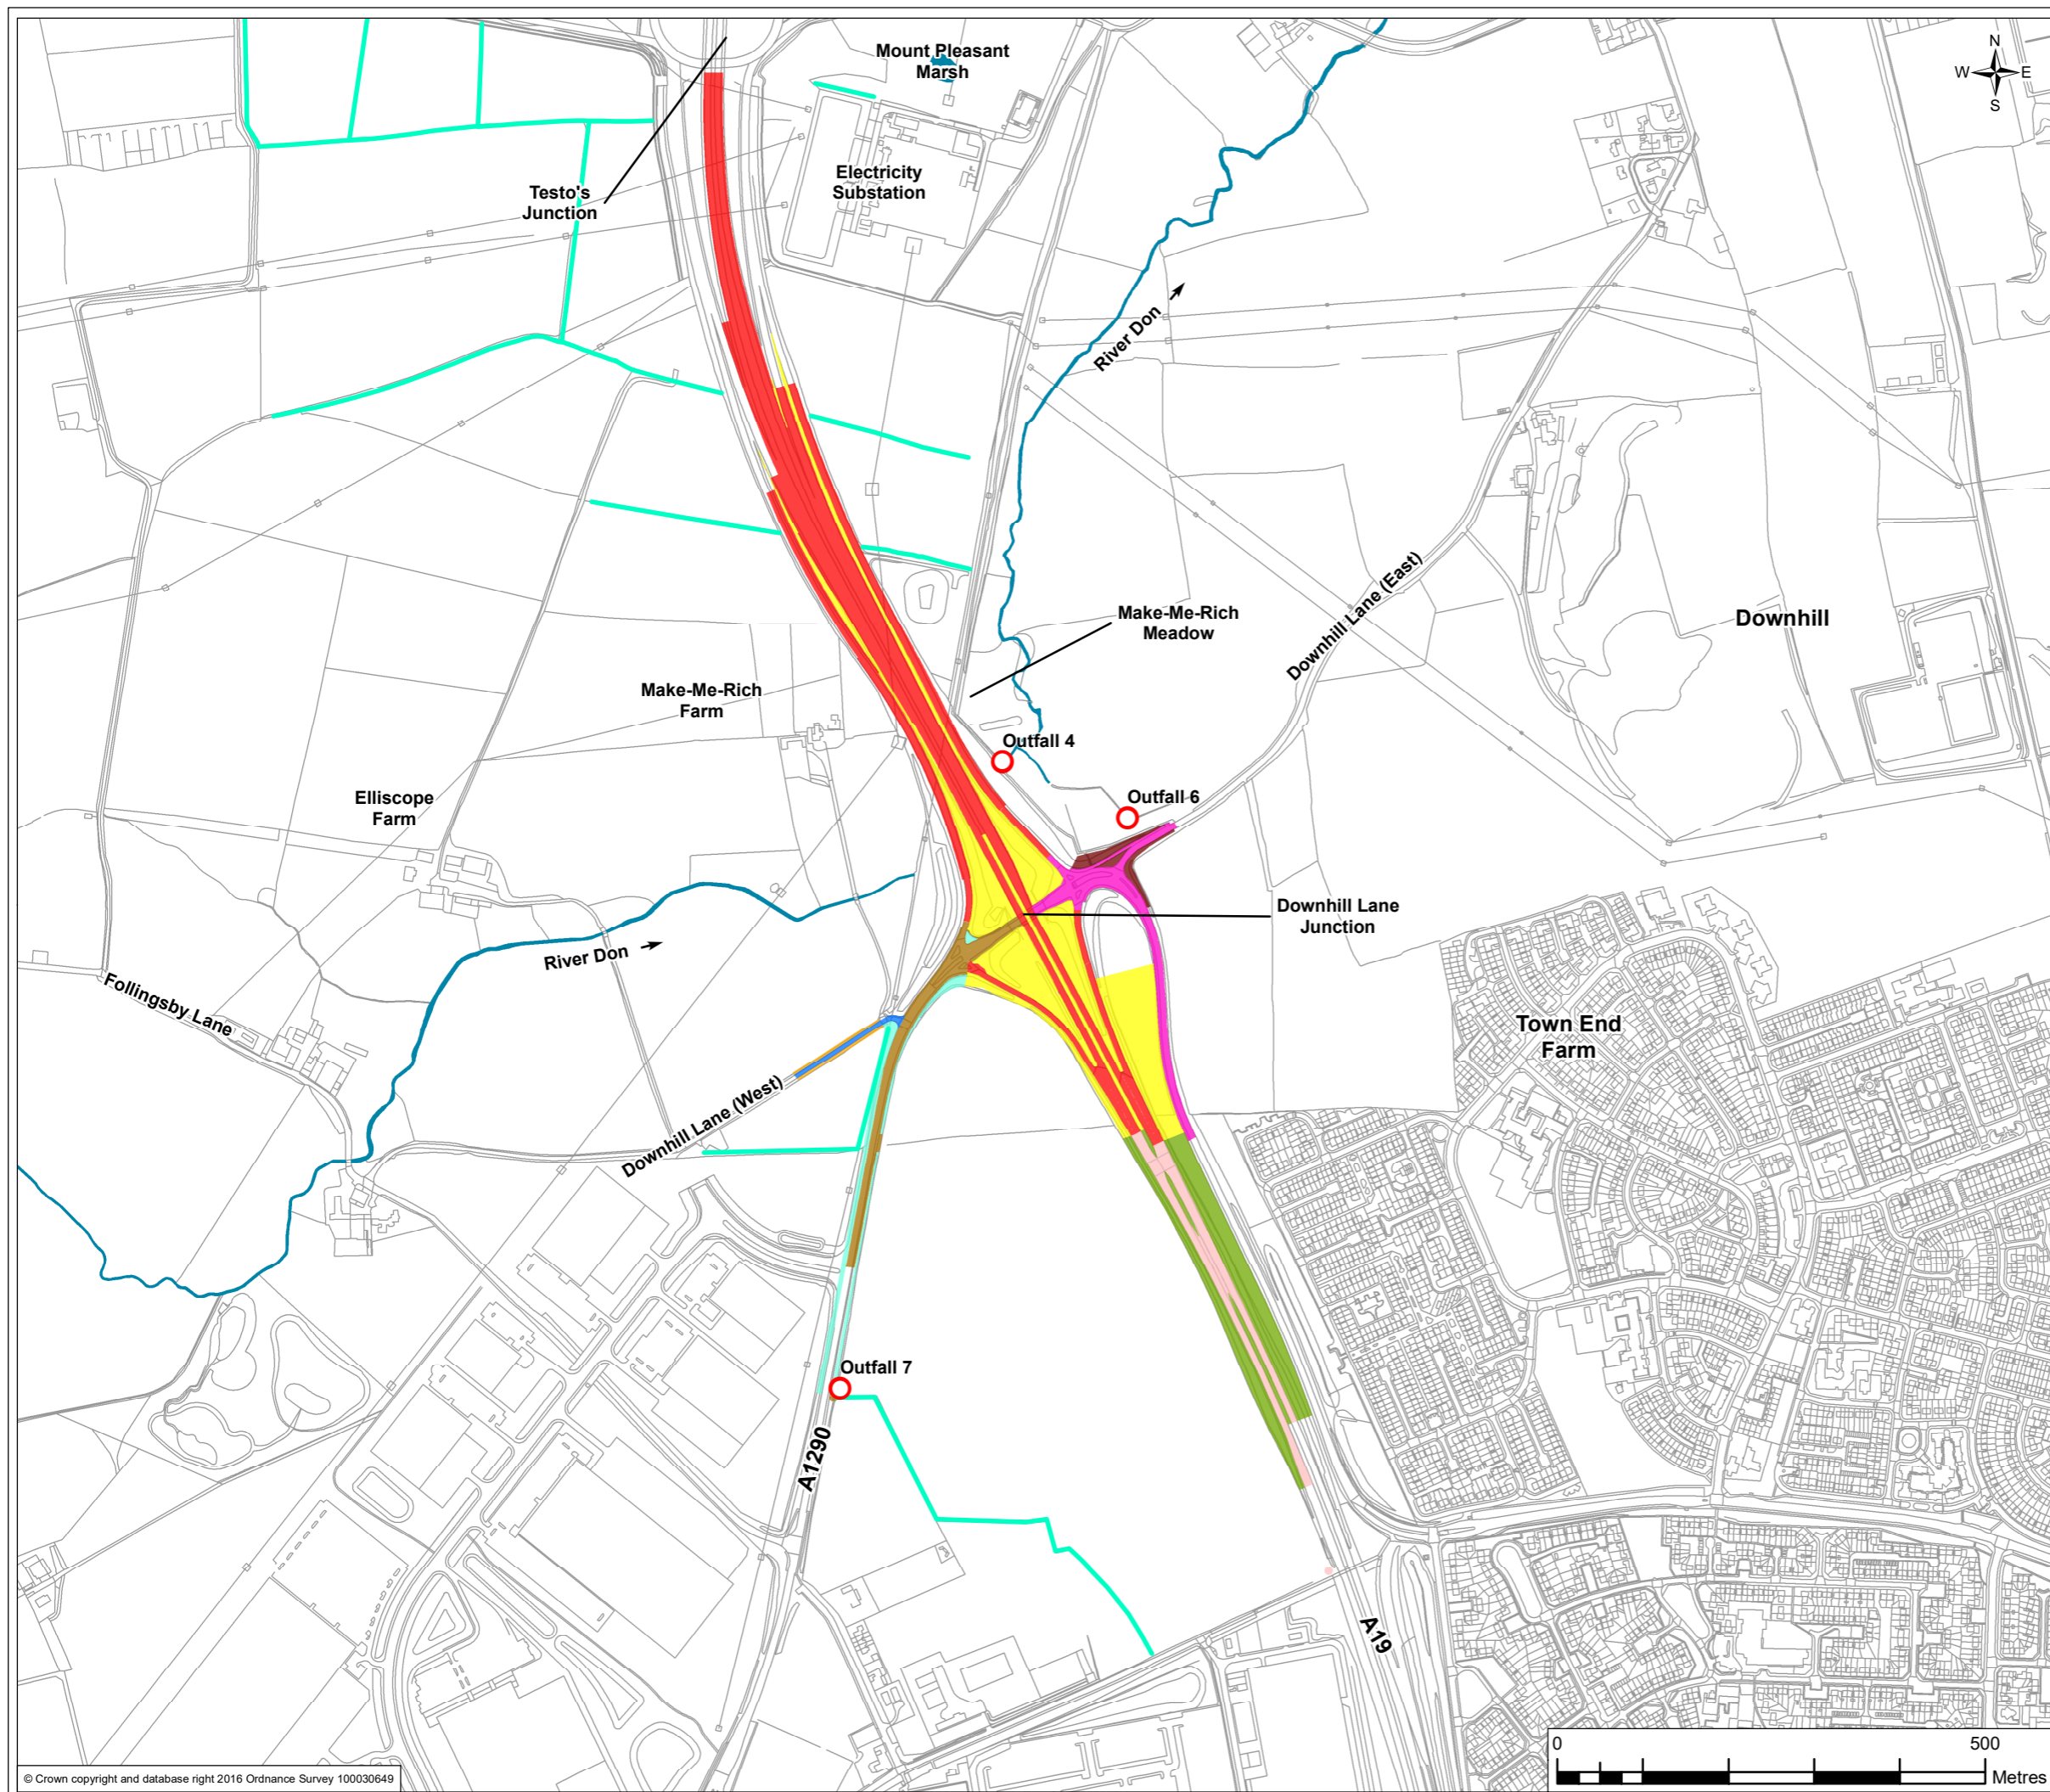 Mount Pleasant
Marsh
N
W
E
S
Electricity
Substation
Testo's
Junction
River Don
Make-Me-Rich
Meadow
Downhill Lane (East)
Downhill
Make-Me-Rich
Farm
Outfall 4
Elliscope
Farm
Outfall 6
Downhill Lane
Junction
River Don
Follingsby Lane
Town End
Farm
Downhill Lane (West)
Outfall 7
A1290
A19
0
500
Metres
© Crown copyright and database right 2016 Ordnance Survey 100030649